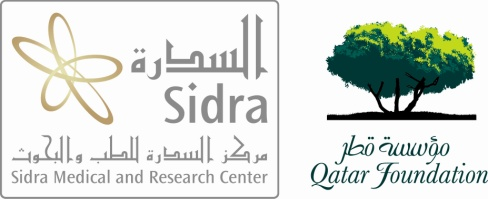 السدرة
Sidra
مركز السدرة للطب والبحوث
Sidra Medical and Research Center
مؤسسة قطر
Qatar Foundation